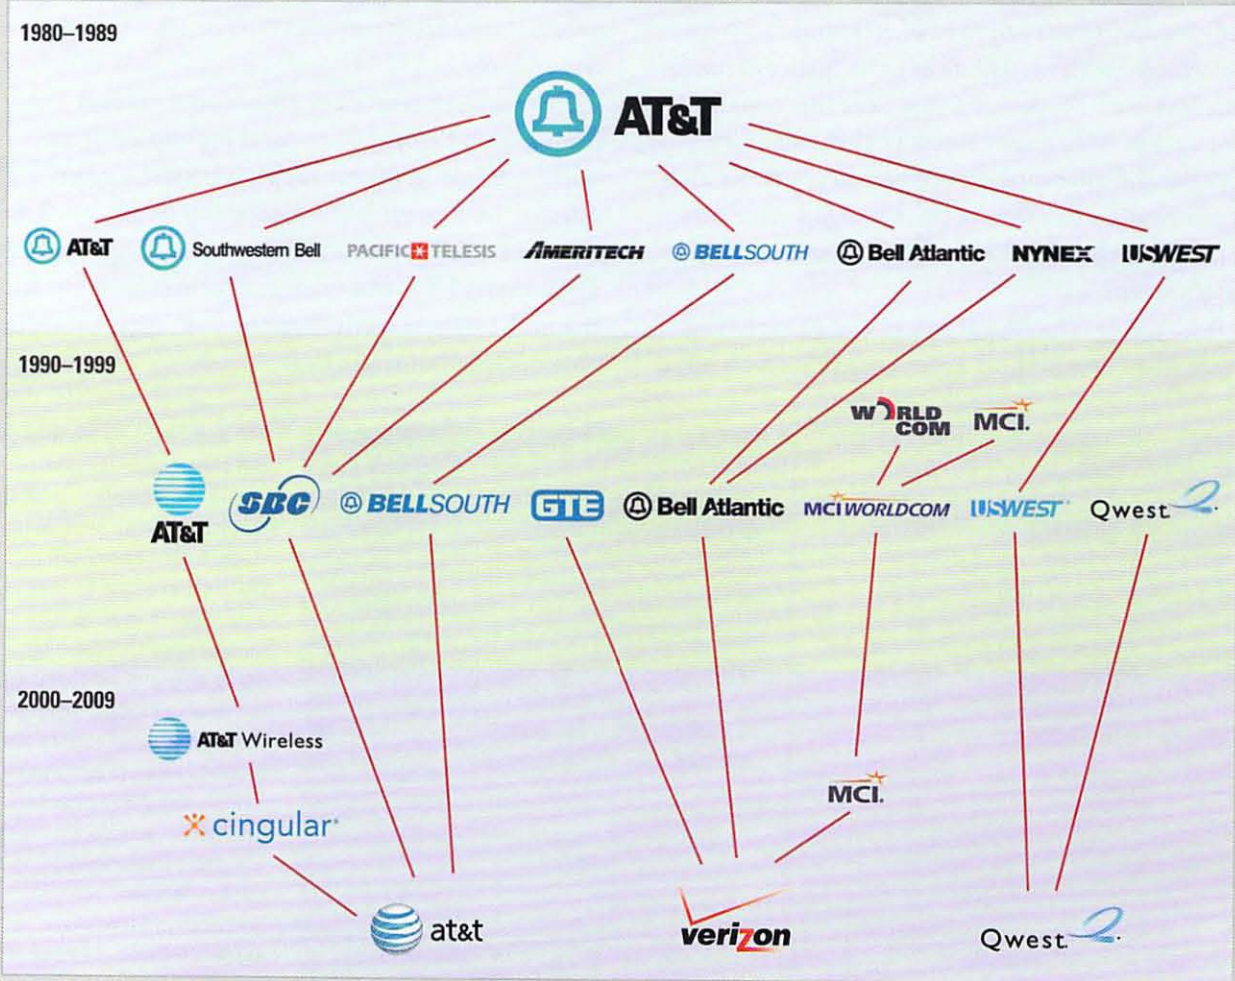 1980–1989
AT&T
AT&T
Southwestern Bell
PACIFIC TELESIS
AMERITECH
BELLSOUTH
Bell Atlantic
NYNEX
USWEST
1990–1999
WORLD
COM
MCI.
AT&T
SBC
BELLSOUTH
GTE
Bell Atlantic
MCI WORLDCOM
USWEST
Qwest.
2000–2009
AT&T Wireless
cingular
MCI.
at&t
verizon
Qwest.